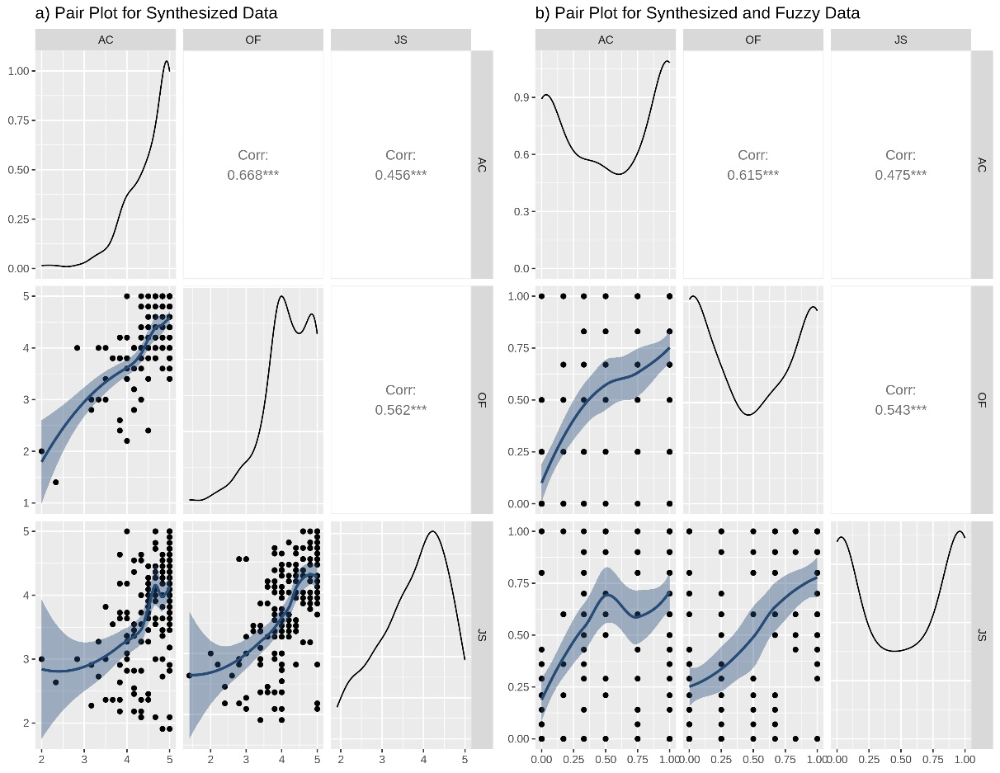 a) Pair Plot for Synthesized Data
b) Pair Plot for Synthesized and Fuzzy Data
AC
OF
JS
AC
OF
JS
1.00
0.75
0.50
0.25
0.00
Corr:
0.668***
Corr:
0.456***
AC
0.9
0.6
0.3
0.0
Corr:
0.615***
Corr:
0.475***
AC
5
4
3
2
1
Corr:
0.562***
OF
1.00
0.75
0.50
0.25
0.00
Corr:
0.543***
OF
5
4
3
2
JS
1.00
0.75
0.50
0.25
0.00
JS
2 3 4 5
2 3 4 5
2 3 4 5
0.00 0.25 0.50 0.75 1.00
0.00 0.25 0.50 0.75 1.00
0.00 0.25 0.50 0.75 1.00